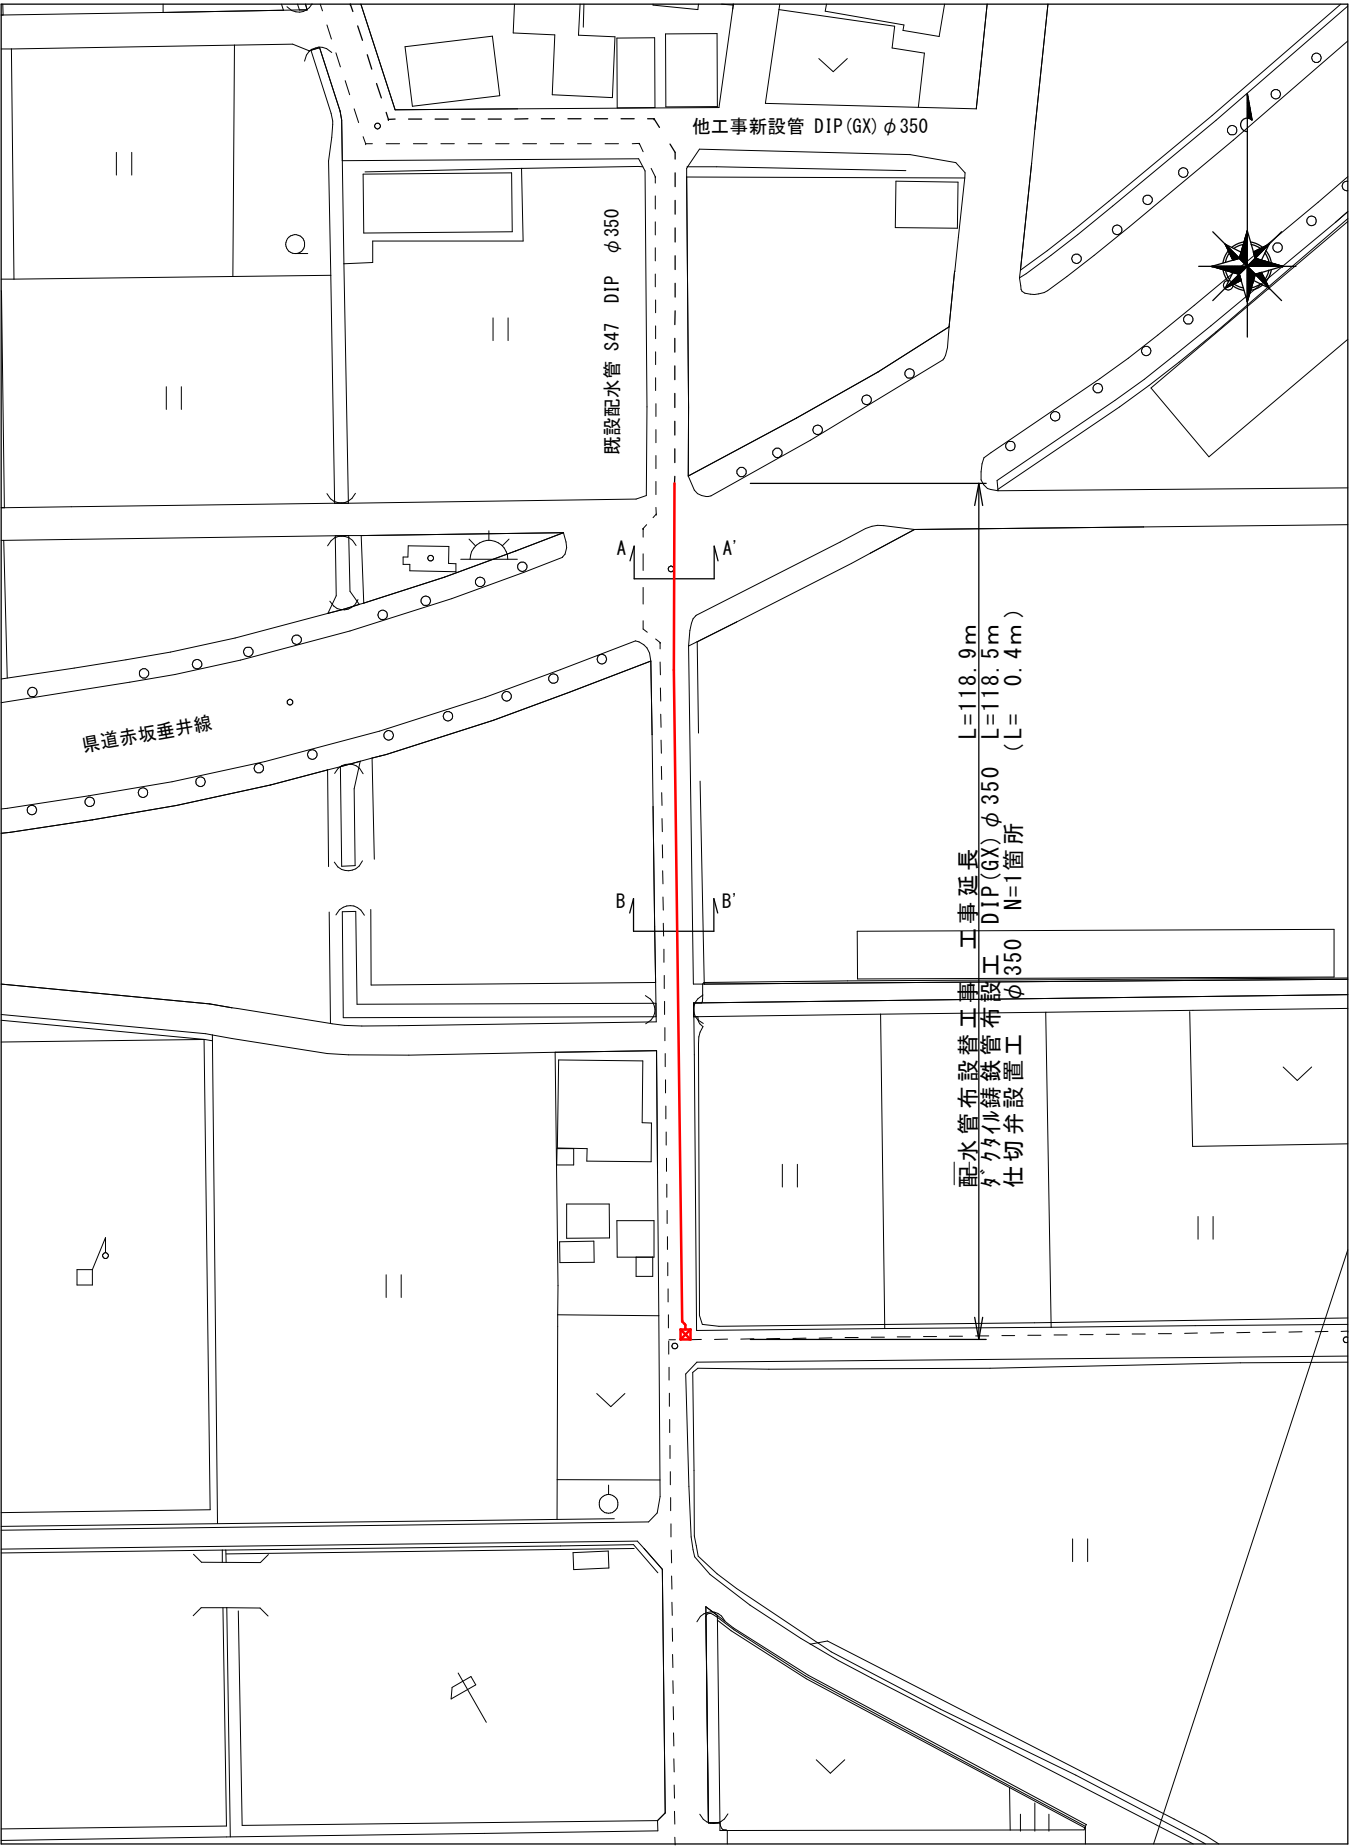 他工事新設管 DIP(GX)φ350
既設配水管 S47 DIP φ350
A A'
県道赤坂垂井線
B B'
配水管布設替工事 工事延長 L=118.9m
ダクタイル鋳鉄管布設工 DIP(GX)φ350 L=118.5m
仕切弁設置工 φ350 N=1箇所 (L= 0.4m)